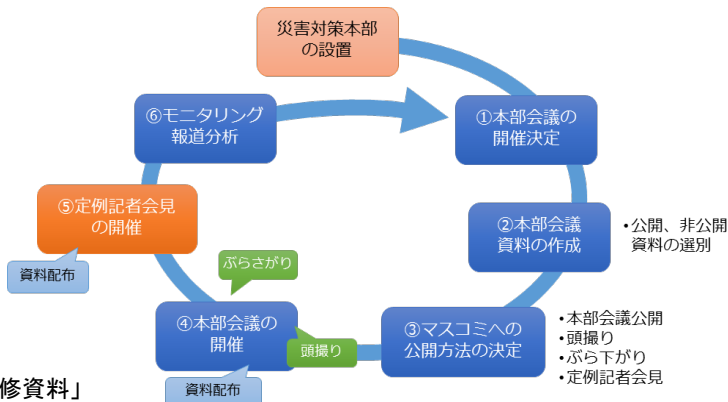 災害対策本部
の設置
⑥モニタリング
報道分析
①本部会議の
開催決定
⑤定例記者会見
の開催
②本部会議
資料の作成
•公開、非公開
資料の選別
資料配布
ぶらさがり
④本部会議の
開催
頭撮り
③マスコミへの
公開方法の決定
•本部会議公開
•頭撮り
•ぶら下がり
•定例記者会見
資料配布
修資料」